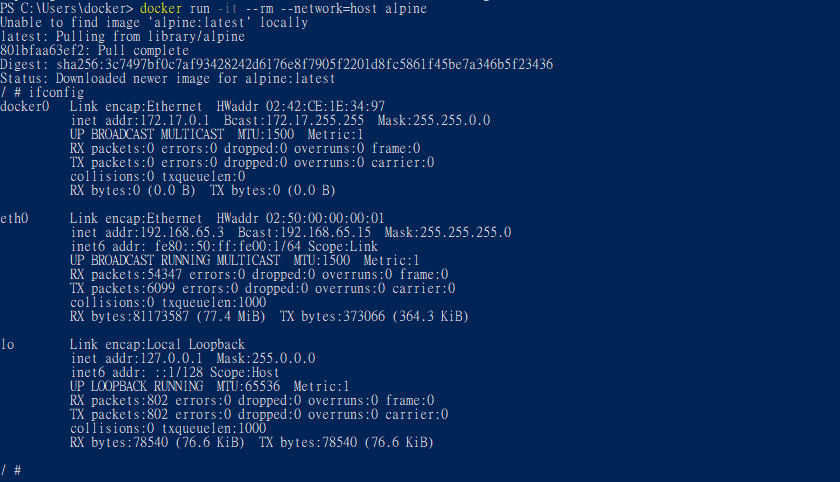 PS C:\Users\docker> docker run -it --rm --network=host alpine
Unable to find image 'alpine:latest' locally
latest: Pulling from library/alpine
801bfaa63ef2: Pull complete
Digest: sha256:3c7497bf0c7af93428242d6176e8f7905f2201d8fc5861f45be7a346b5f23436
Status: Downloaded newer image for alpine:latest
/ # ifconfig
docker0 Link encap:Ethernet HWaddr 02:42:CE:1E:34:97
inet addr:172.17.0.1 Bcast:172.17.255.255 Mask:255.255.0.0
UP BROADCAST MULTICAST MTU:1500 Metric:1
RX packets:0 errors:0 dropped:0 overruns:0 frame:0
TX packets:0 errors:0 dropped:0 overruns:0 carrier:0
collisions:0 txqueuelen:0
RX bytes:0 (0.0 B) TX bytes:0 (0.0 B)
eth0 Link encap:Ethernet HWaddr 02:50:00:00:00:01
inet addr:192.168.65.3 Bcast:192.168.65.15 Mask:255.255.255.0
inet6 addr: fe80::50:ff:fe00:1/64 Scope:Link
UP BROADCAST RUNNING MULTICAST MTU:1500 Metric:1
RX packets:54347 errors:0 dropped:0 overruns:0 frame:0
TX packets:6099 errors:0 dropped:0 overruns:0 carrier:0
collisions:0 txqueuelen:1000
RX bytes:81173587 (77.4 MiB) TX bytes:373066 (364.3 KiB)
lo Link encap:Local Loopback
inet addr:127.0.0.1 Mask:255.0.0.0
inet6 addr: ::1/128 Scope:Host
UP LOOPBACK RUNNING MTU:65536 Metric:1
RX packets:802 errors:0 dropped:0 overruns:0 frame:0
TX packets:802 errors:0 dropped:0 overruns:0 carrier:0
collisions:0 txqueuelen:1000
RX bytes:78540 (76.6 KiB) TX bytes:78540 (76.6 KiB)
/ #